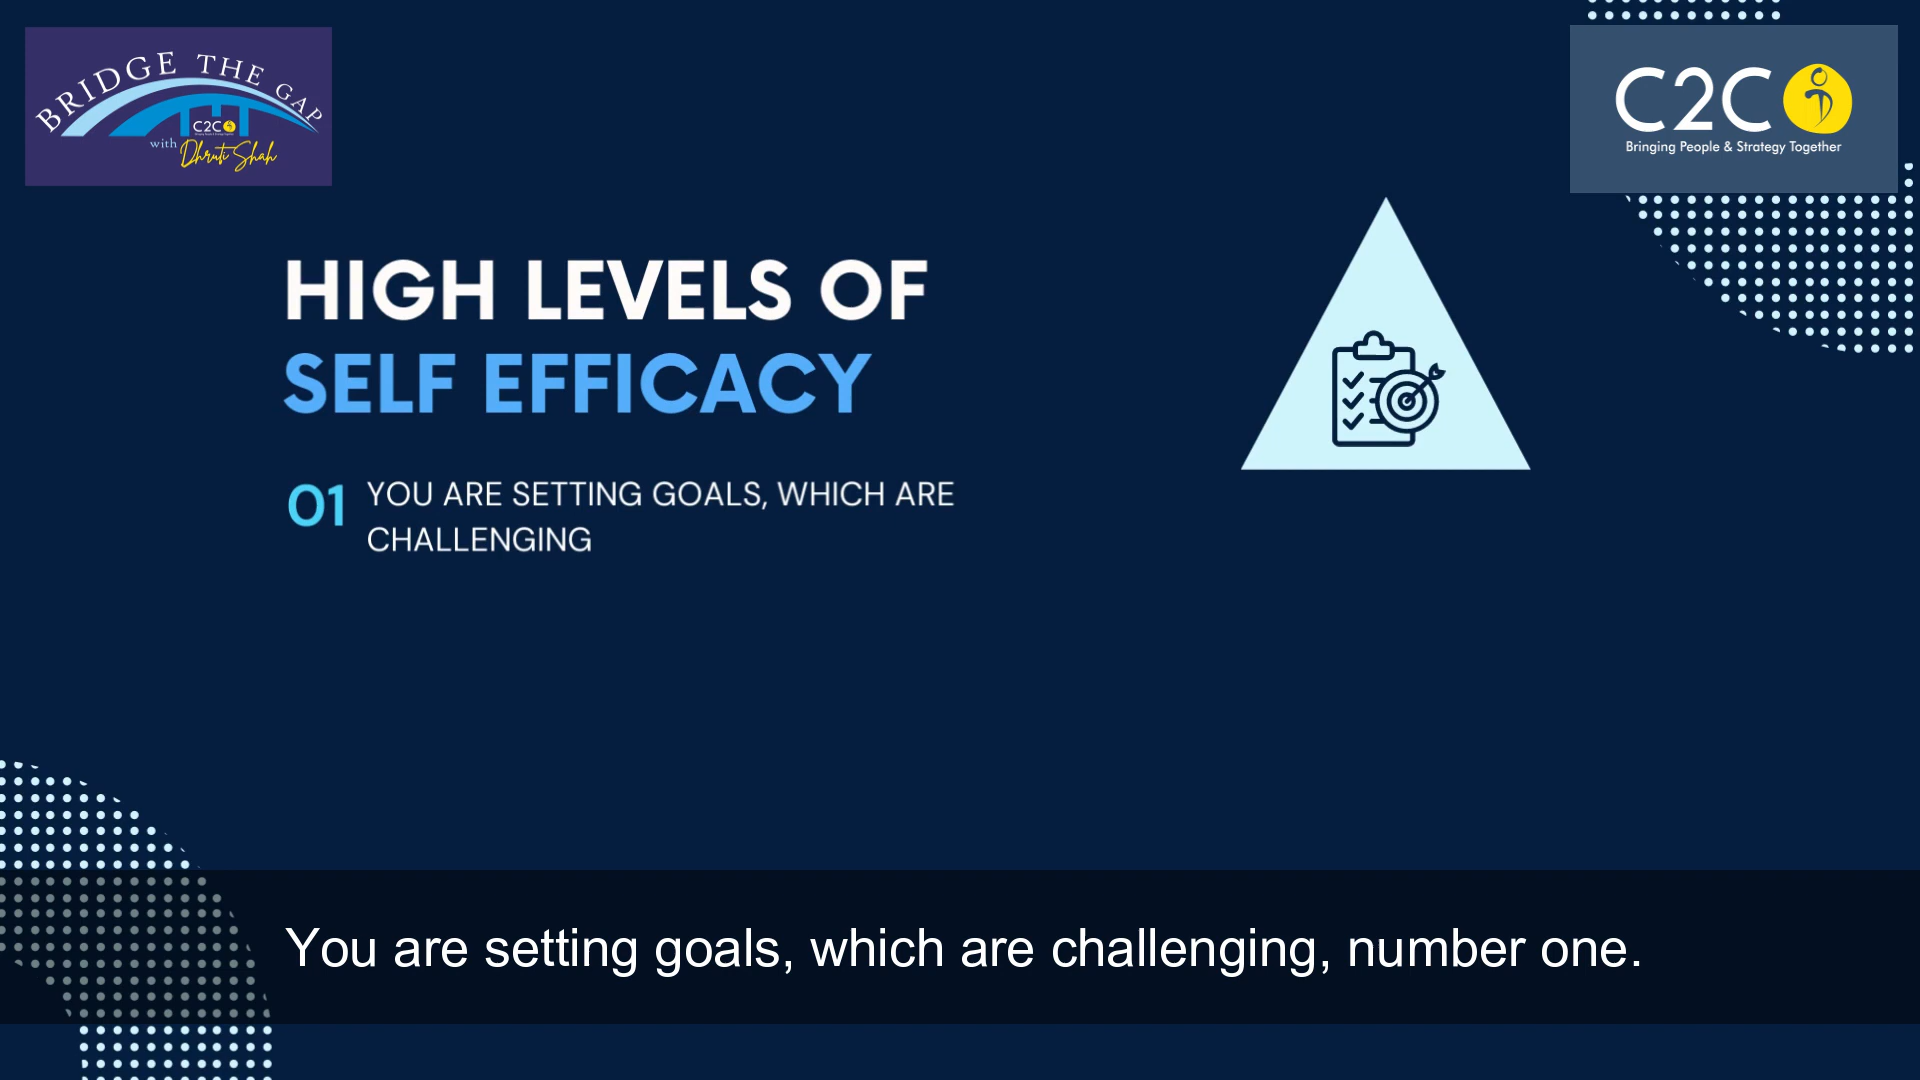 BRIDGE THE GAP
C2C
with Dhruti Shah
C2C
Bringing People & Strategy Together
HIGH LEVELS OF
SELF EFFICACY
01 YOU ARE SETTING GOALS, WHICH ARE
CHALLENGING
You are setting goals, which are challenging, number one.